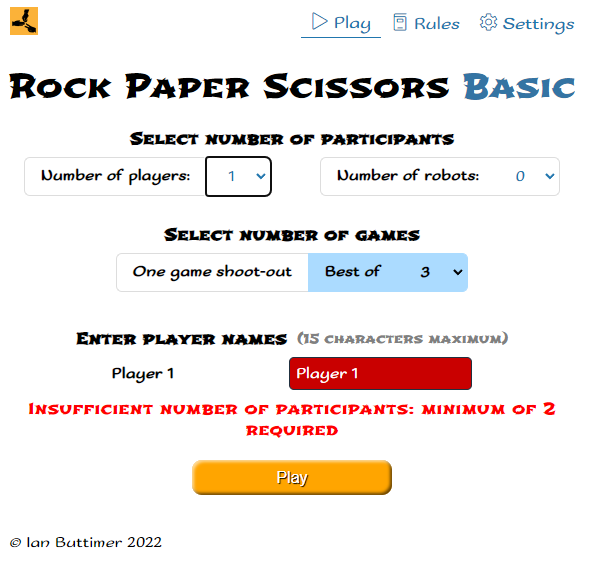 Play Rules Settings
Rock Paper Scissors Basic
Select number of participants
Number of players: 1 Number of robots: 0
Select number of games
One game shoot-out Best of 3
Enter player names (15 characters maximum)
Player 1 Player 1
Insufficient number of participants: minimum of 2
required
Play
© Ian Buttimer 2022